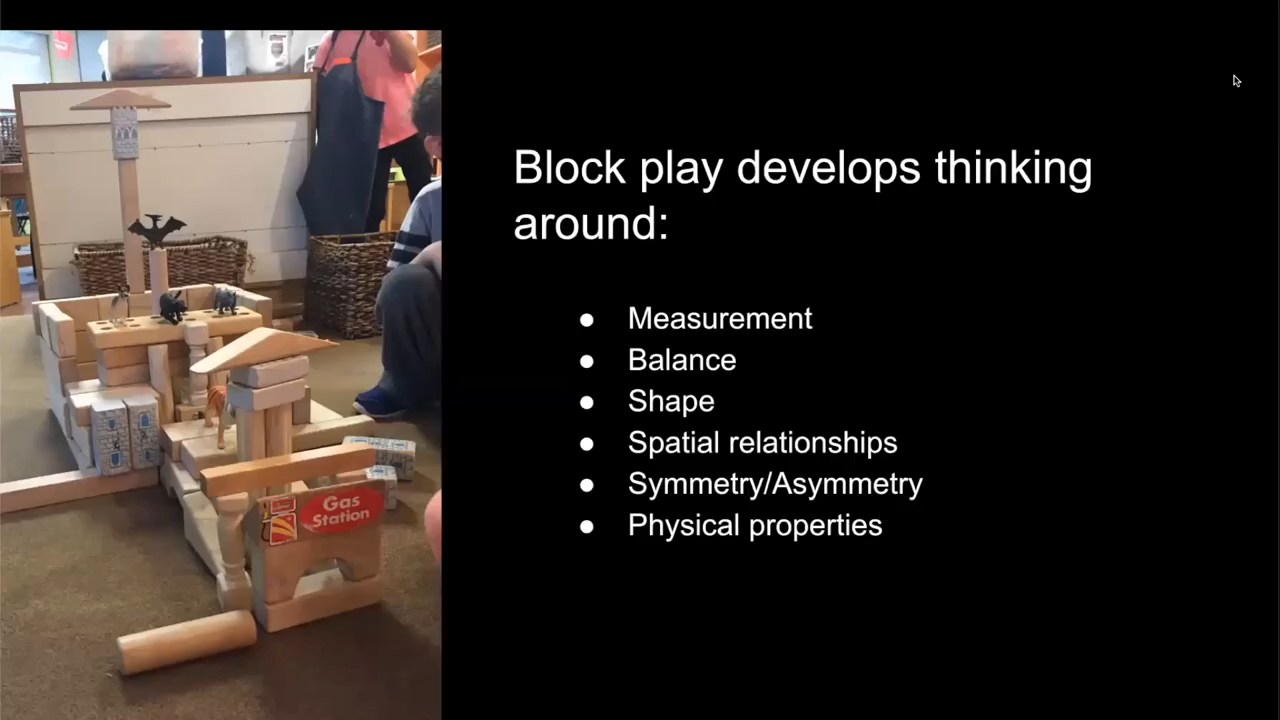 Block play develops thinking
around:
● Measurement
● Balance
● Shape
● Spatial relationships
● Symmetry/Asymmetry
● Physical properties
Gas
Station